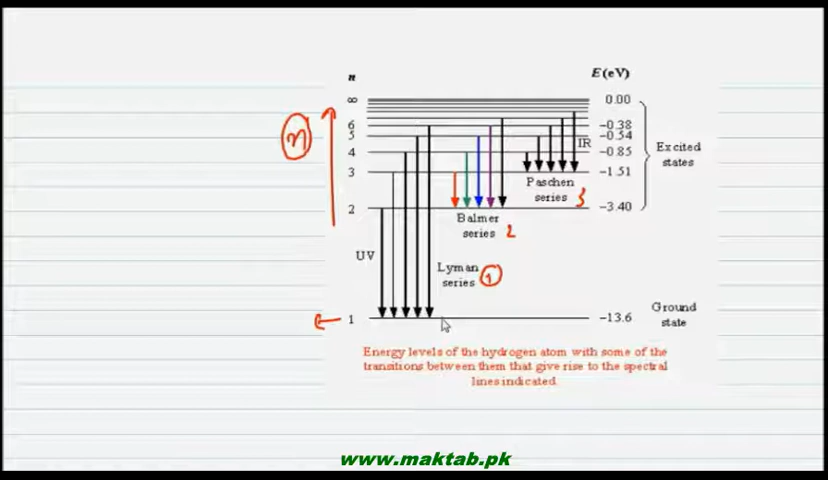 n
E(eV)
∞
0.00
6
-0.38
5
-0.54
n
IR
4
-0.85
Excited
states
3
-1.51
Paschen
series 3
2
-3.40
Balmer
series 2
UV
Lyman
series 1
1
-13.6
Ground
state
Energy levels of the hydrogen atom with some of the
transitions between them that give rise to the spectral
lines indicated
www.maktab.pk